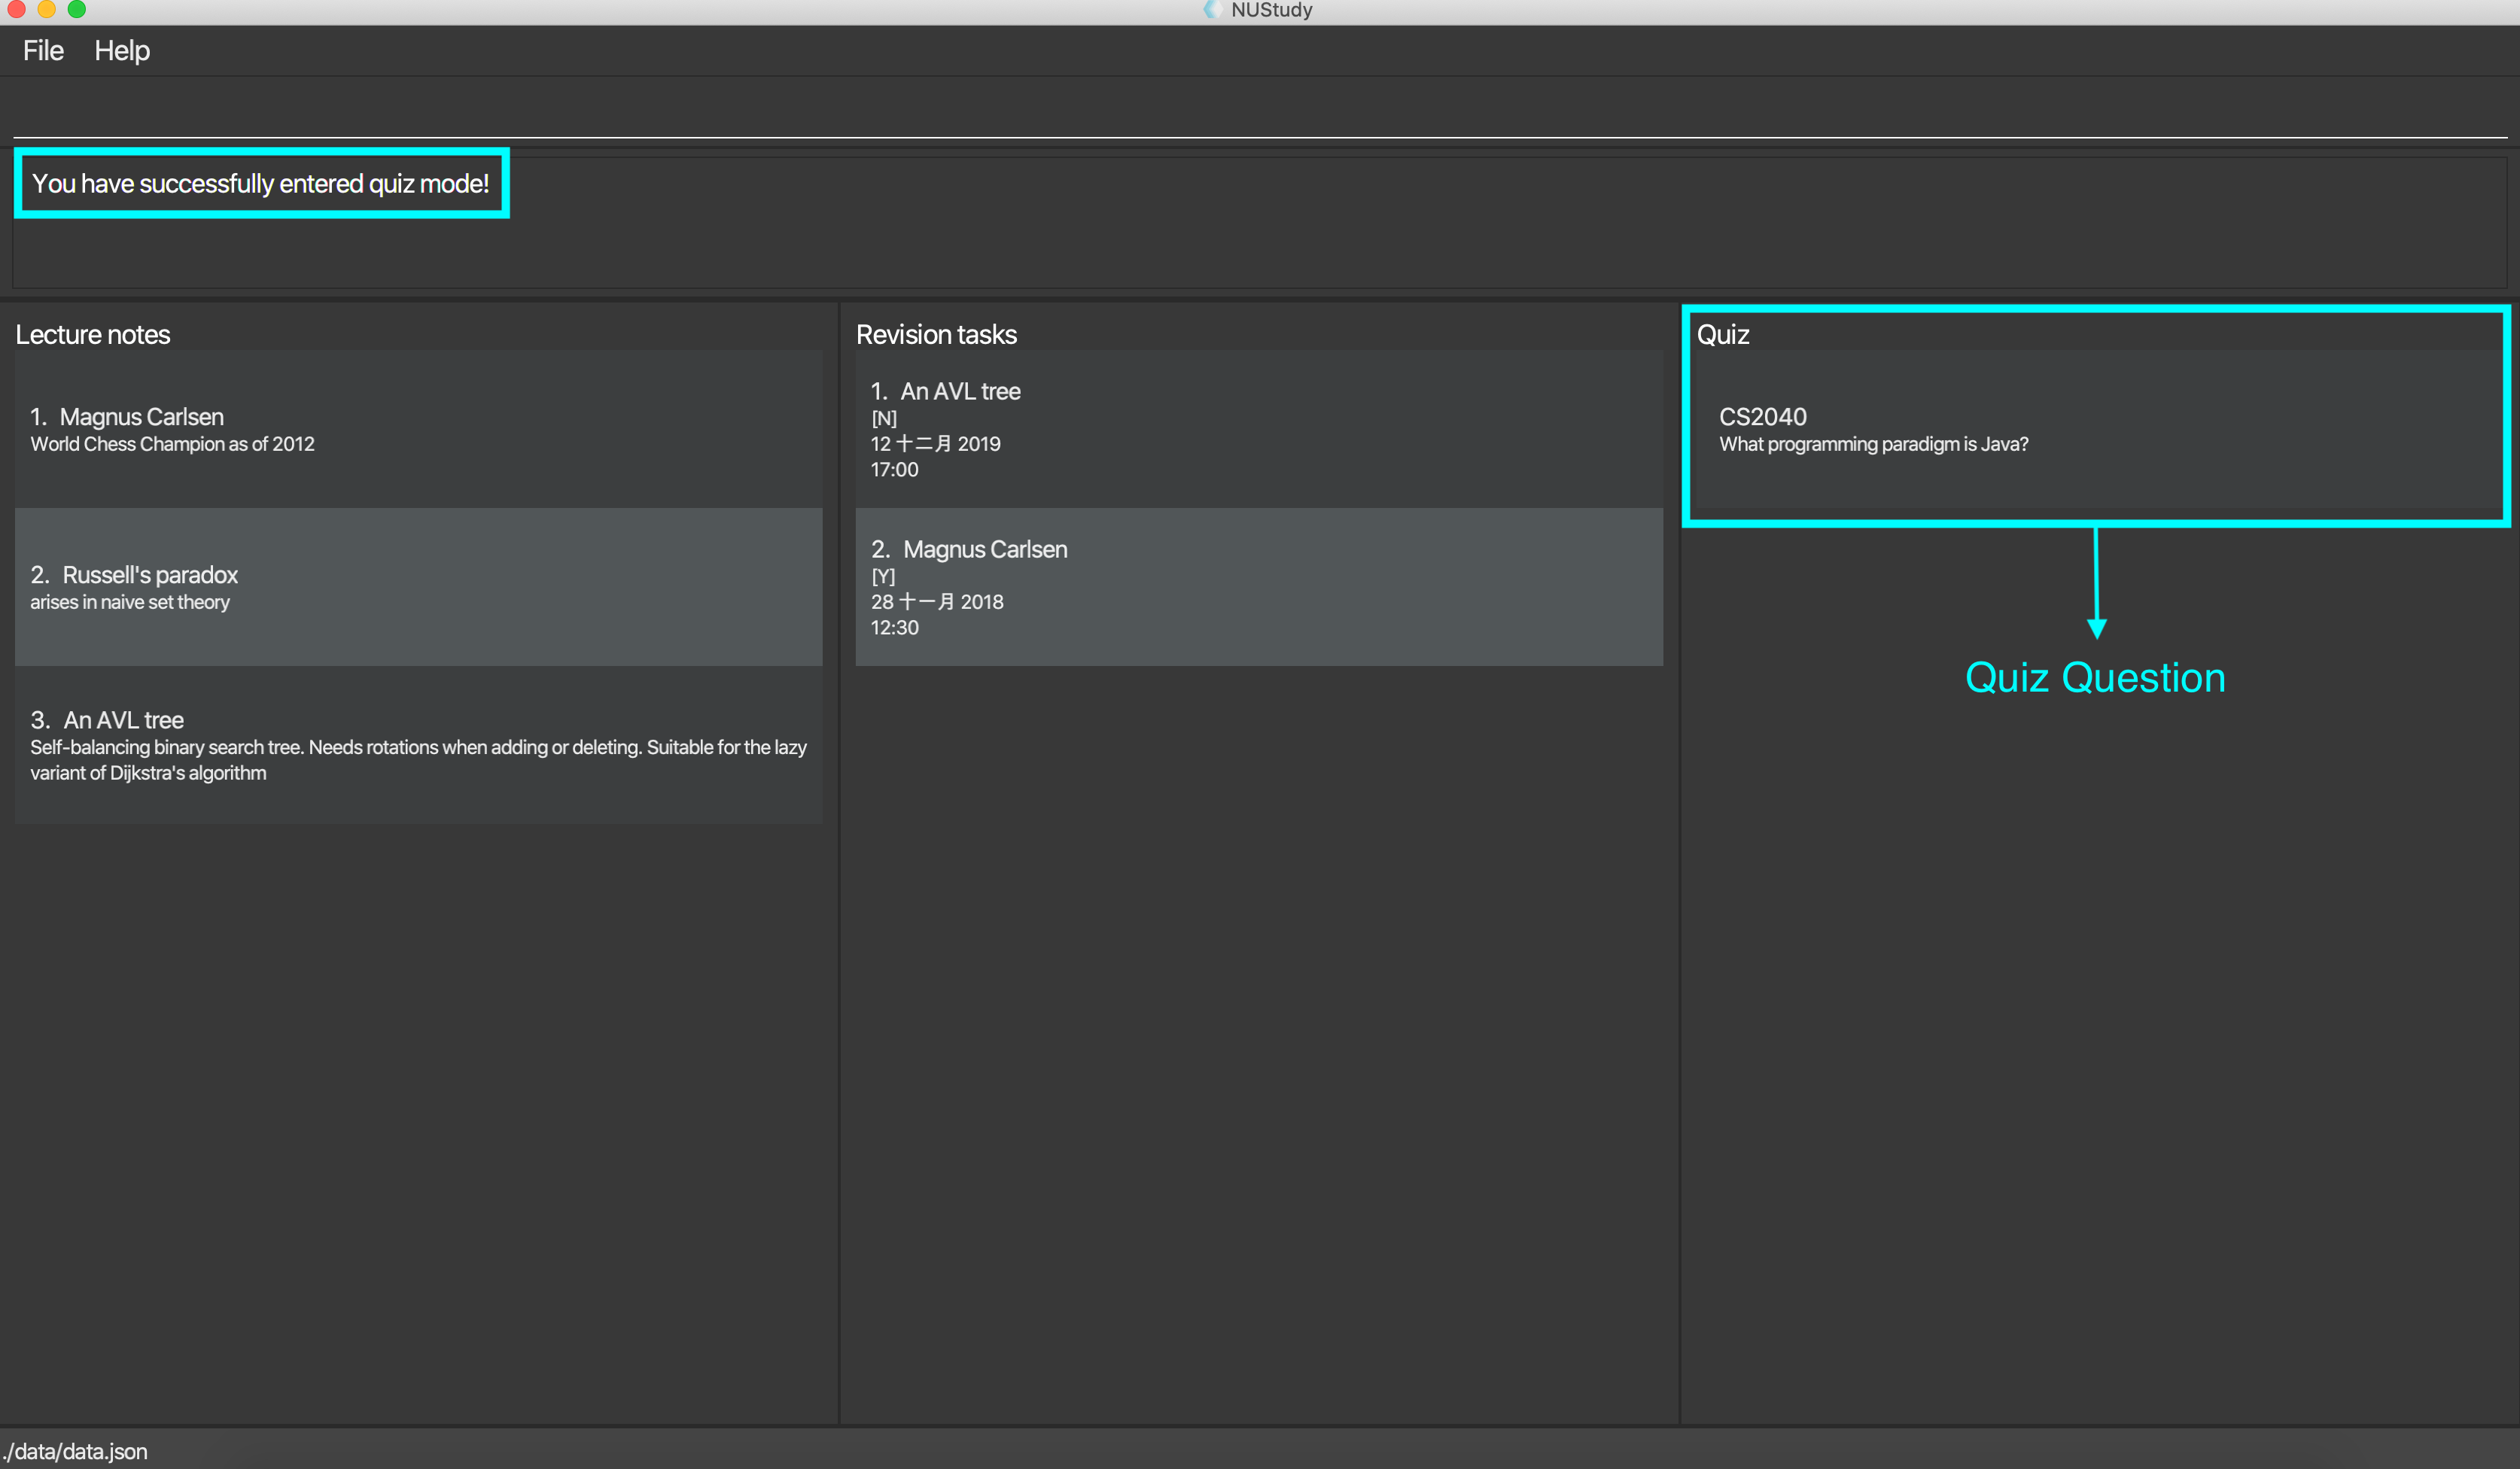 NUStudy
File Help
You have successfully entered quiz mode!
Lecture notes
1. Magnus Carlsen
World Chess Champion as of 2012
2. Russell's paradox
arises in naive set theory
3. An AVL tree
Self-balancing binary search tree. Needs rotations when adding or deleting. Suitable for the lazy
variant of Dijkstra's algorithm
Revision tasks
1. An AVL tree
[N]
12 十二月 2019
17:00
2. Magnus Carlsen
[Y]
28 十一月 2018
12:30
Quiz
CS2040
What programming paradigm is Java?
Quiz Question
./data/data.json